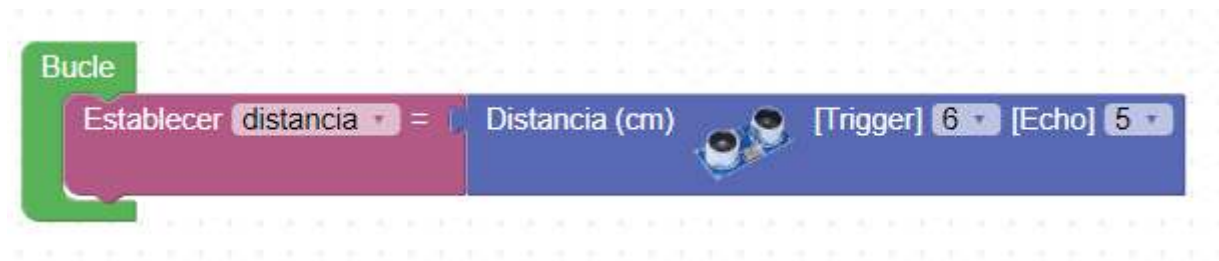 Bucle
Establecer distancia = Distancia (cm) [Trigger] 6 [Echo] 5